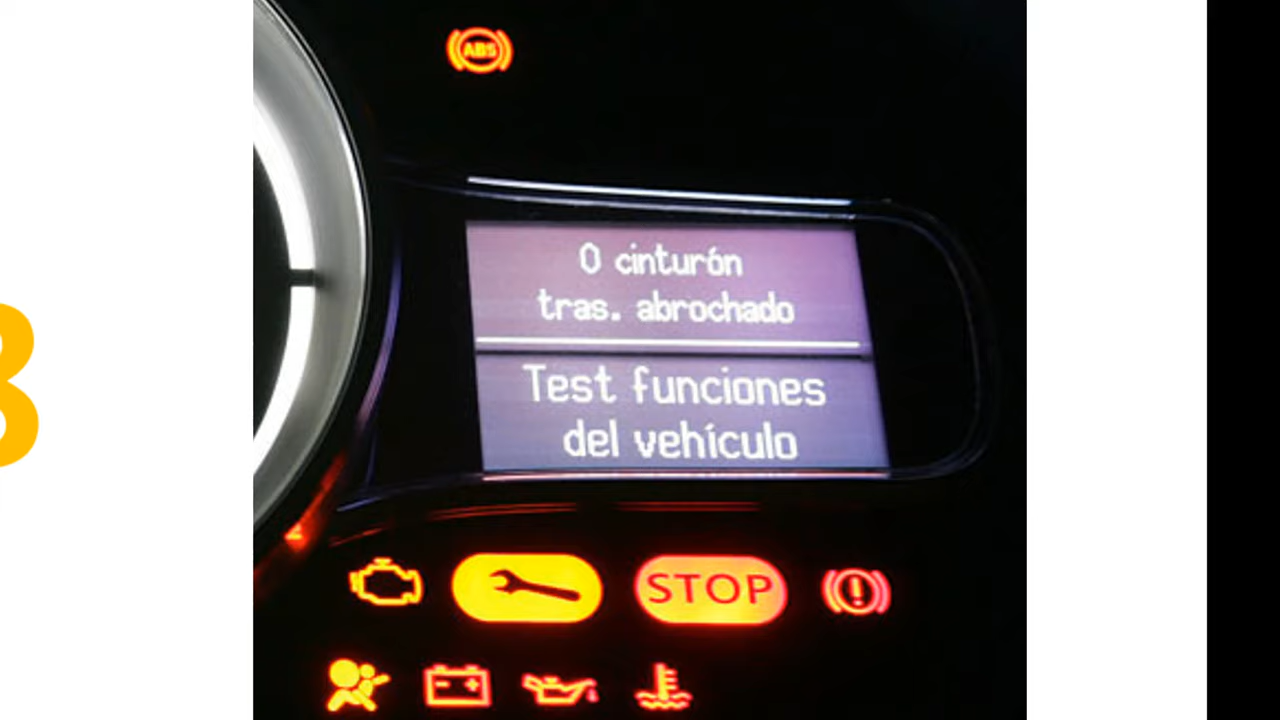 ABS
0 cinturón
tras. abrochado
Test funciones
del vehículo
STOP